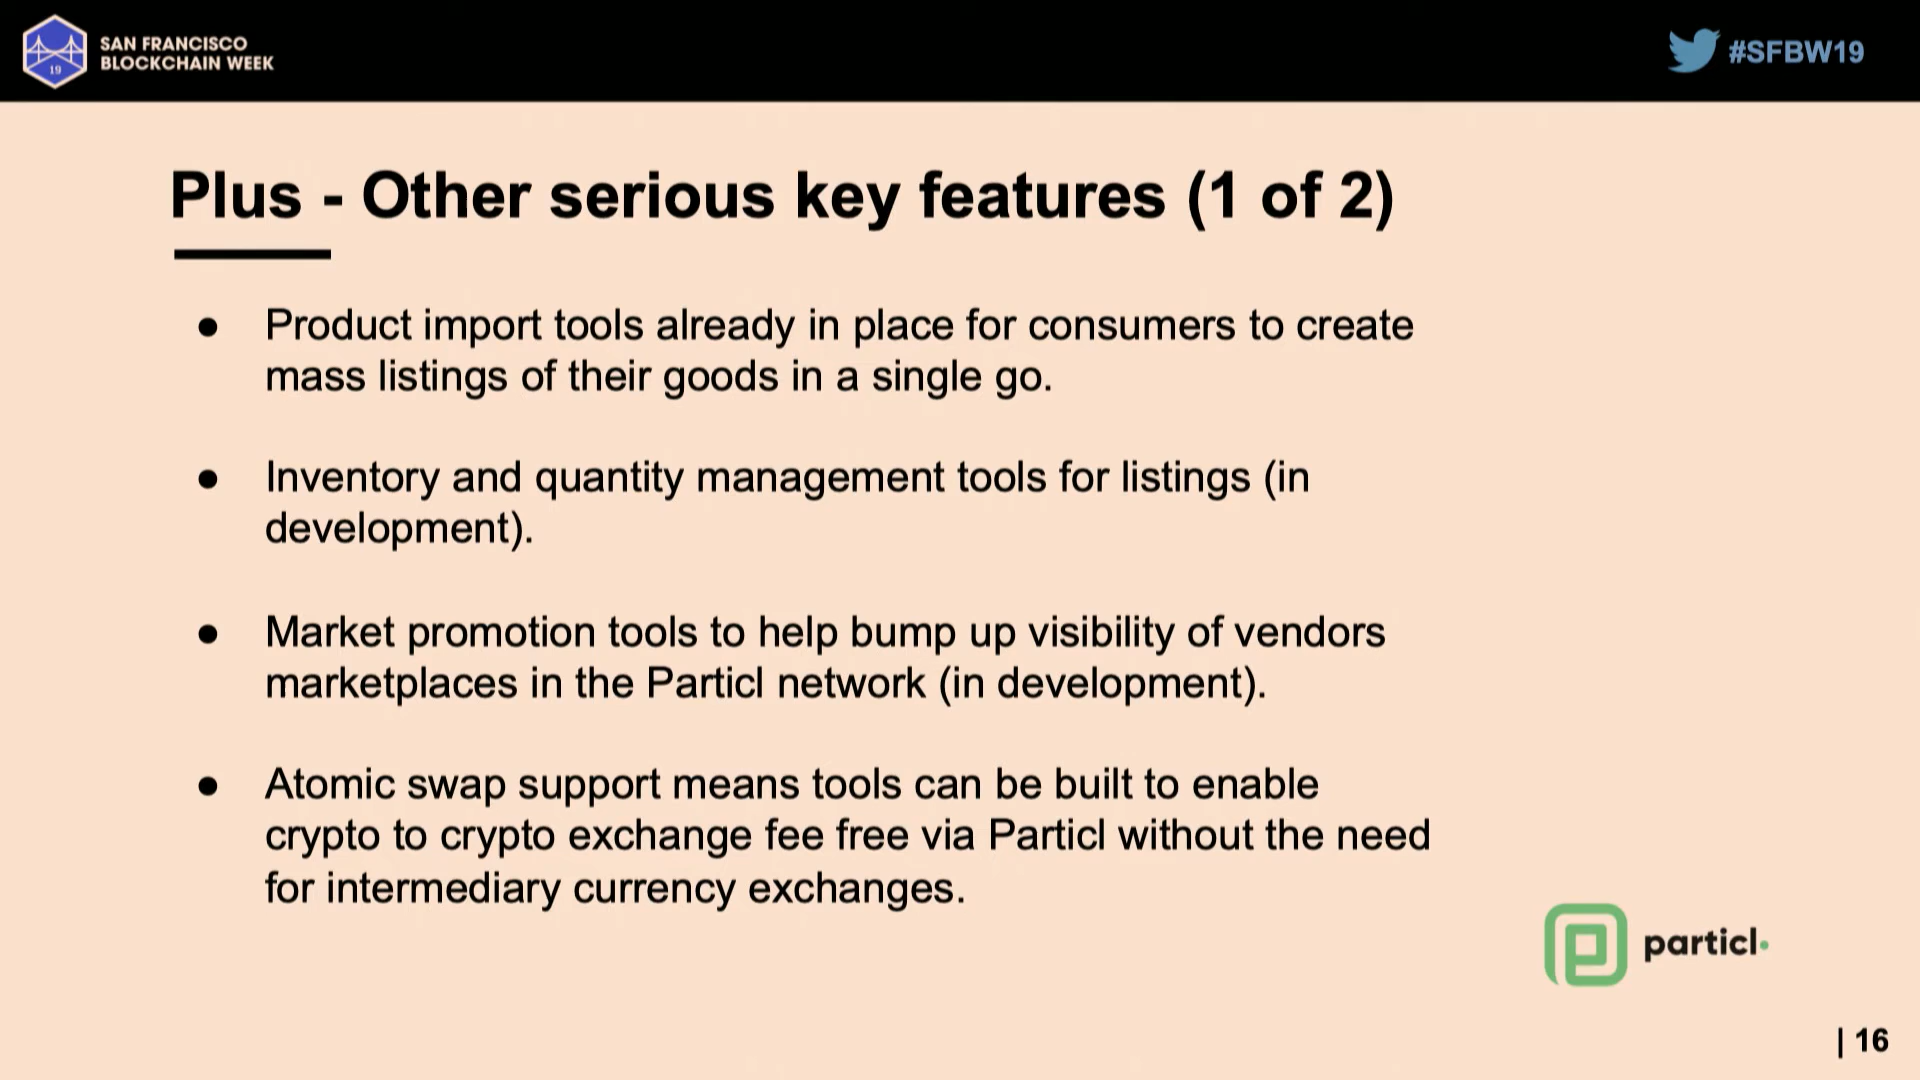 SAN FRANCISCO
BLOCKCHAIN WEEK
19
#SFBW19
Plus - Other serious key features (1 of 2)
● Product import tools already in place for consumers to create
mass listings of their goods in a single go.
● Inventory and quantity management tools for listings (in
development).
● Market promotion tools to help bump up visibility of vendors
marketplaces in the Particl network (in development).
● Atomic swap support means tools can be built to enable
crypto to crypto exchange fee free via Particl without the need
for intermediary currency exchanges.
particl
| 16